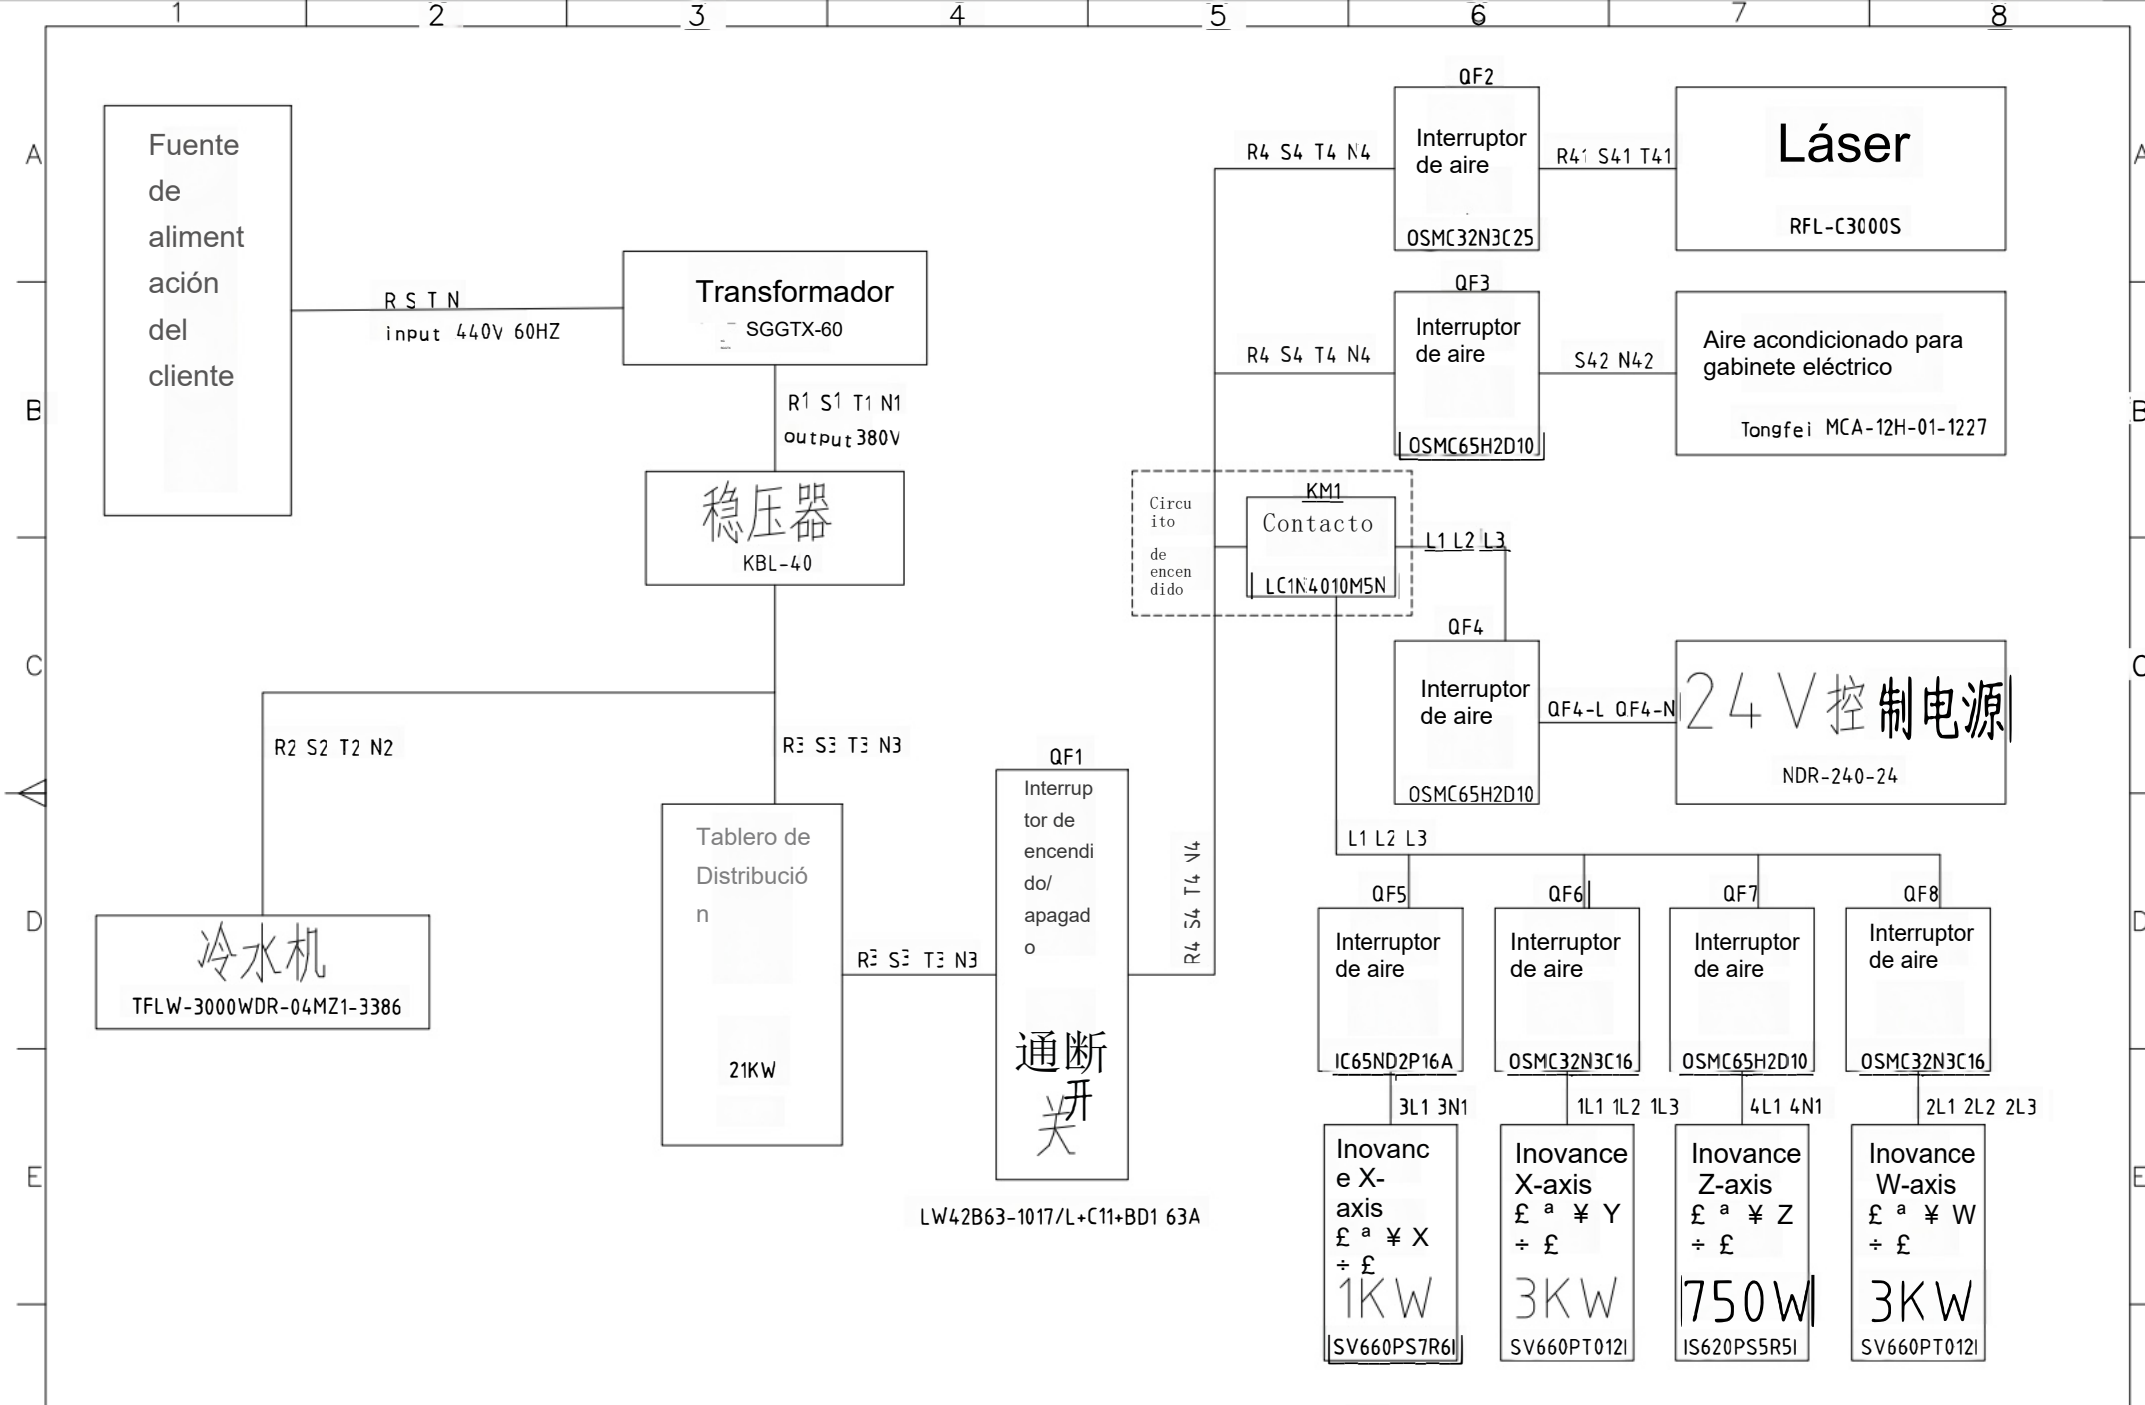 1 2 3 4 5 6 7 8
A A
B B
C C
D D
E E
Fuente
de
aliment
ación
del
cliente
R S T N
input 440V 60HZ
Transformador
SGGTX-60
R1 S1 T1 N1
output 380V
稳压器
KBL-40
R2 S2 T2 N2
R3 S3 T3 N3
冷水机
TFLW-3000WDR-04MZ1-3386
Tablero de
Distribució
n
21KW
R3 S3 T3 N3
QF1
Interrup
tor de
encendi
do/
apagad
o
通断
开
关
LW42B63-1017/L+C11+BD1 63A
R4 S4 T4 N4
R4 S4 T4 N4
QF2
Interruptor
de aire
OSMC32N3C25
R41 S41 T41
Láser
RFL-C3000S
R4 S4 T4 N4
QF3
Interruptor
de aire
OSMC65H2D10
S42 N42
Aire acondicionado para
gabinete eléctrico
Tongfei MCA-12H-01-1227
Circu
ito
de
encen
dido
KM1
Contacto
LC1N4010M5N
L1 L2 L3
QF4
Interruptor
de aire
OSMC65H2D10
QF4-L QF4-N
24V控制电源
NDR-240-24
L1 L2 L3
QF5
Interruptor
de aire
IC65ND2P16A
QF6
Interruptor
de aire
OSMC32N3C16
QF7
Interruptor
de aire
OSMC65H2D10
QF8
Interruptor
de aire
OSMC32N3C16
3L1 3N1
Inovanc
e X-
axis
£ ª ¥ X
÷ £
1KW
SV660PS7R6I
1L1 1L2 1L3
Inovance
X-axis
£ ª ¥ Y
÷ £
3KW
SV660PT012I
4L1 4N1
Inovance
Z-axis
£ ª ¥ Z
÷ £
750W
IS620PS5R5I
2L1 2L2 2L3
Inovance
W-axis
£ ª ¥ W
÷ £
3KW
SV660PT012I